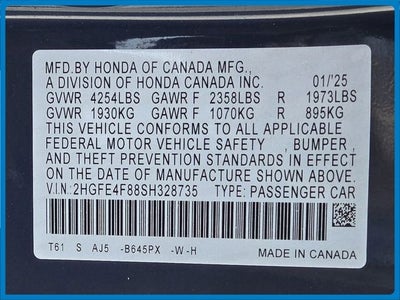 MFD.BY HONDA OF CANADA MFG.,
A DIVISION OF HONDA CANADA INC. 01/'25
GVWR 4254LBS GAWR F 2358LBS R 1973LBS
GVWR 1930KG GAWR F 1070KG R 895KG
THIS VEHICLE CONFORMS TO ALL APPLICABLE
FEDERAL MOTOR VEHICLE SAFETY , BUMPER ,
AND THEFT PREVENTION STANDARDS IN EFFECT
ON THE DATE OF MANUFACTURE SHOWN ABOVE.
V.I.N: 2HGFE4F88SH328735 TYPE: PASSENGER CAR
T61 S AJ5 -B645PX -W-H MADE IN CANADA